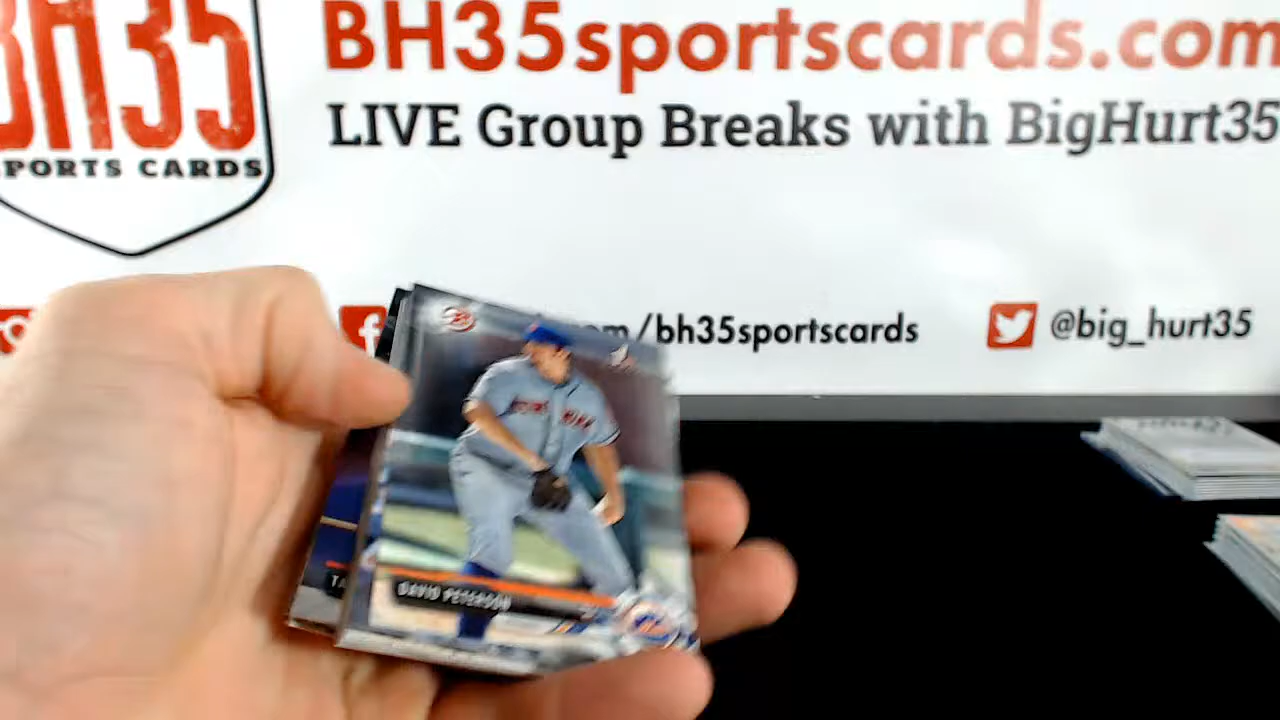 BH35
SPORTS CARDS
BH35sportscards.com
LIVE Group Breaks with BigHurt35
/bh35sportscards
@big_hurt35
DAVID PETERSON